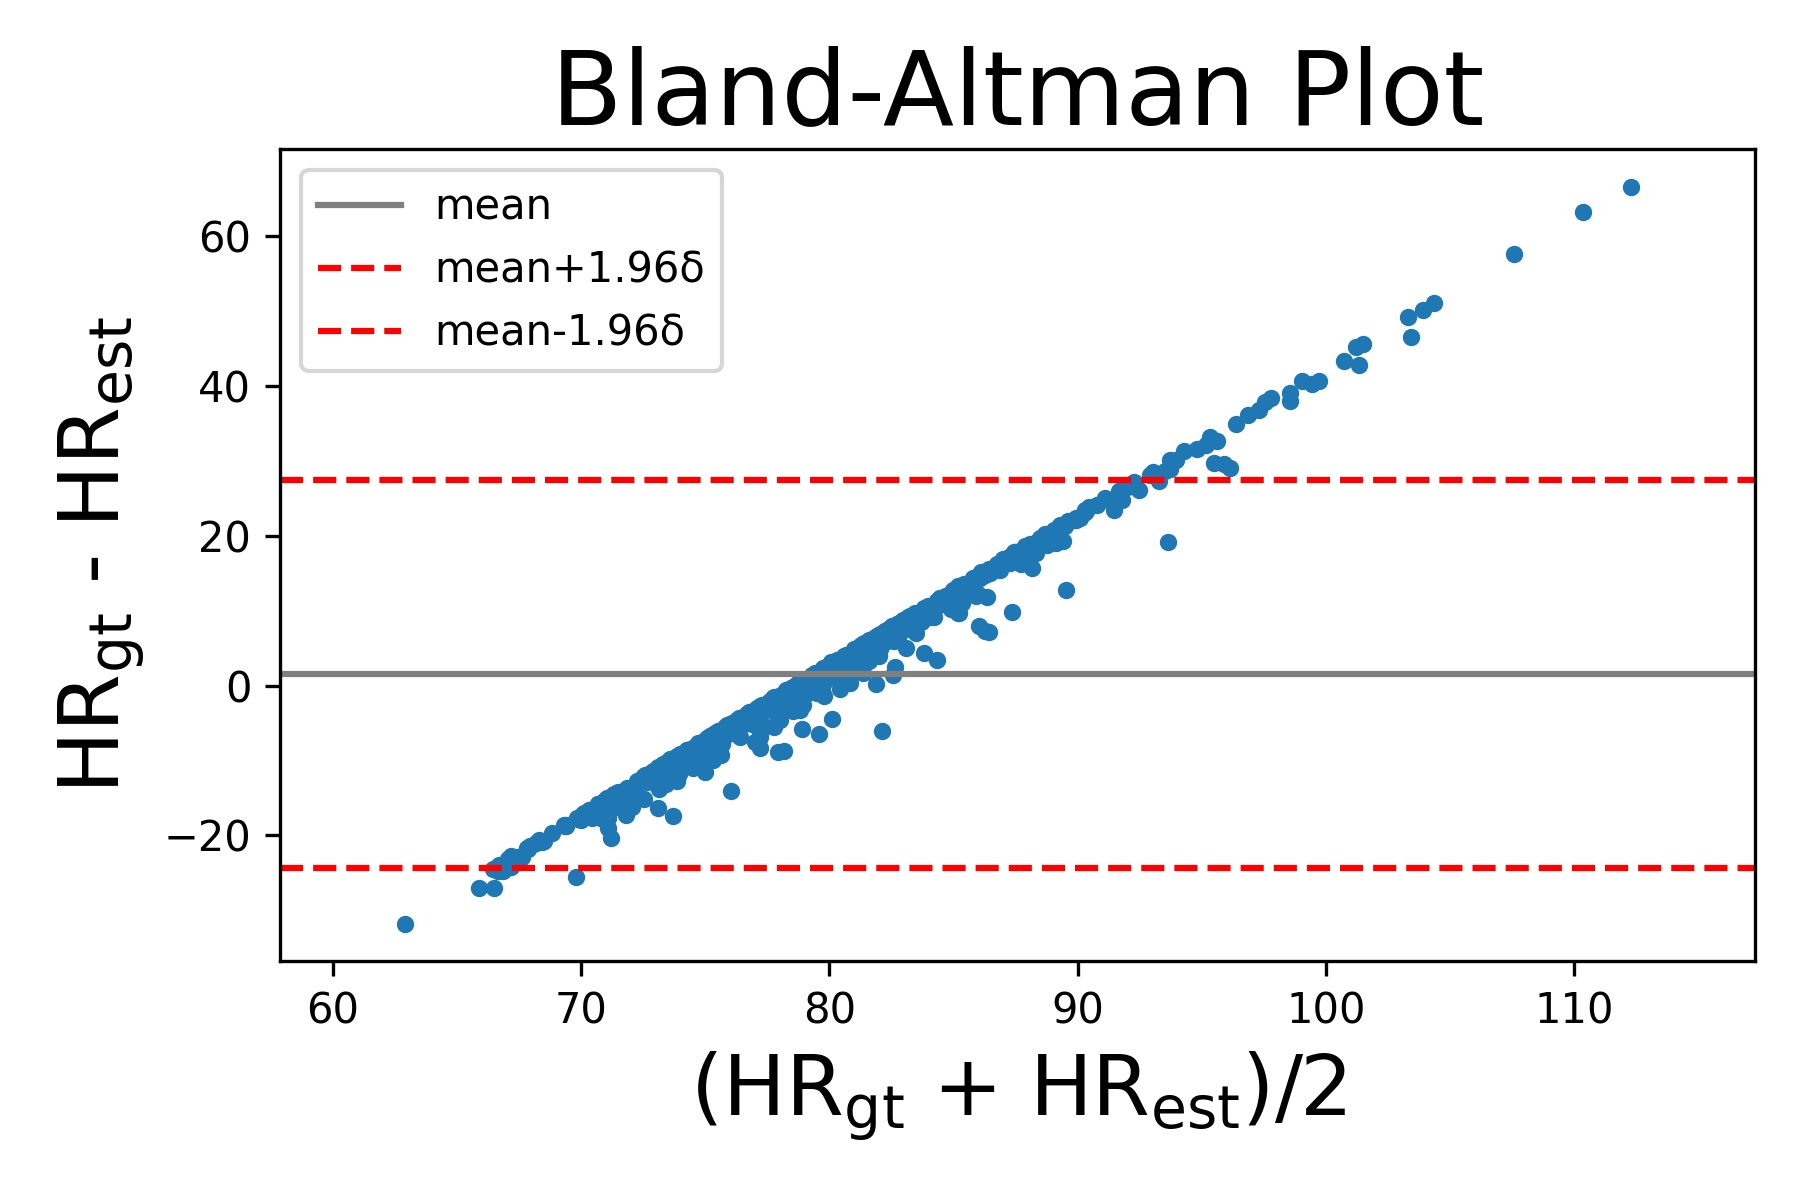 Bland-Altman Plot
mean
mean+1.96δ
mean-1.96δ
HRgt - HRest
60
40
20
0
−20
60 70 80 90 100 110
(HRgt + HRest)/2